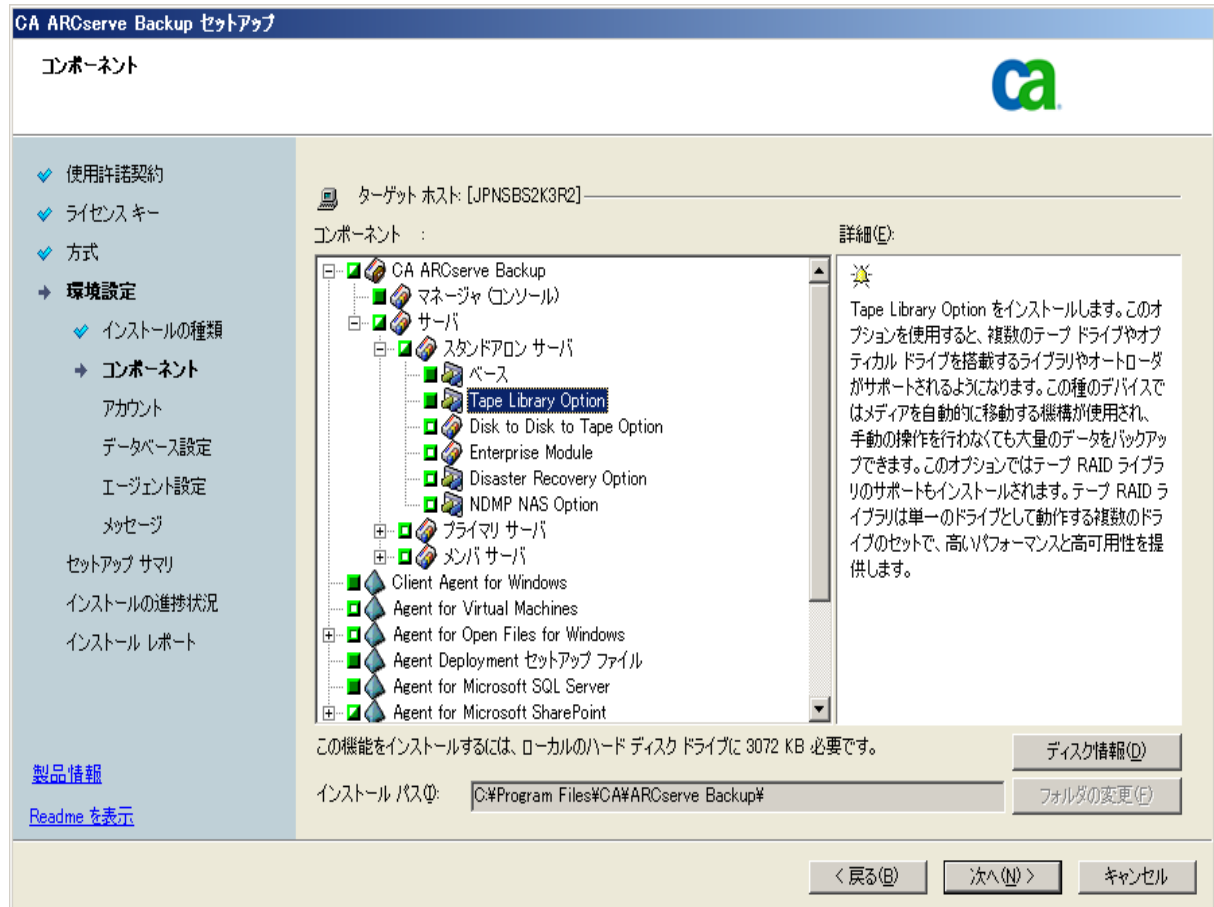 CA ARCserve Backup セットアップ
コンポーネント
ca
使用許諾契約
ライセンス キー
方式
環境設定
インストールの種類
コンポーネント
アカウント
データベース設定
エージェント設定
メッセージ
セットアップ サマリ
インストールの進捗状況
インストール レポート
製品情報
Readme を表示
ターゲット ホスト: [JPNSBS2K3R2]
コンポーネント :
CA ARCserve Backup
マネージャ (コンソール)
サーバ
スタンドアロン サーバ
ベース
Tape Library Option
Disk to Disk to Tape Option
Enterprise Module
Disaster Recovery Option
NDMP NAS Option
プライマリ サーバ
メンバ サーバ
Client Agent for Windows
Agent for Virtual Machines
Agent for Open Files for Windows
Agent Deployment セットアップ ファイル
Agent for Microsoft SQL Server
Agent for Microsoft SharePoint
詳細(E):
Tape Library Option をインストールします。このオ
プションを使用すると、複数のテープ ドライブやオプ
ティカル ドライブを搭載するライブラリやオートローダ
がサポートされるようになります。この種のデバイスで
はメディアを自動的に移動する機構が使用され、
手動の操作を行わなくても大量のデータをバックアッ
プできます。このオプションではテープ RAID ライブラ
リのサポートもインストールされます。テープ RAID ラ
イブラリは単一のドライブとして動作する複数のドラ
イブのセットで、高いパフォーマンスと高可用性を提
供します。
この機能をインストールするには、ローカルのハード ディスク ドライブに 3072 KB 必要です。
ディスク情報(D)
インストール パス(I):
C:¥Program Files¥CA¥ARCserve Backup¥
フォルダの変更(F)
< 戻る(B)
次へ(N) >
キャンセル